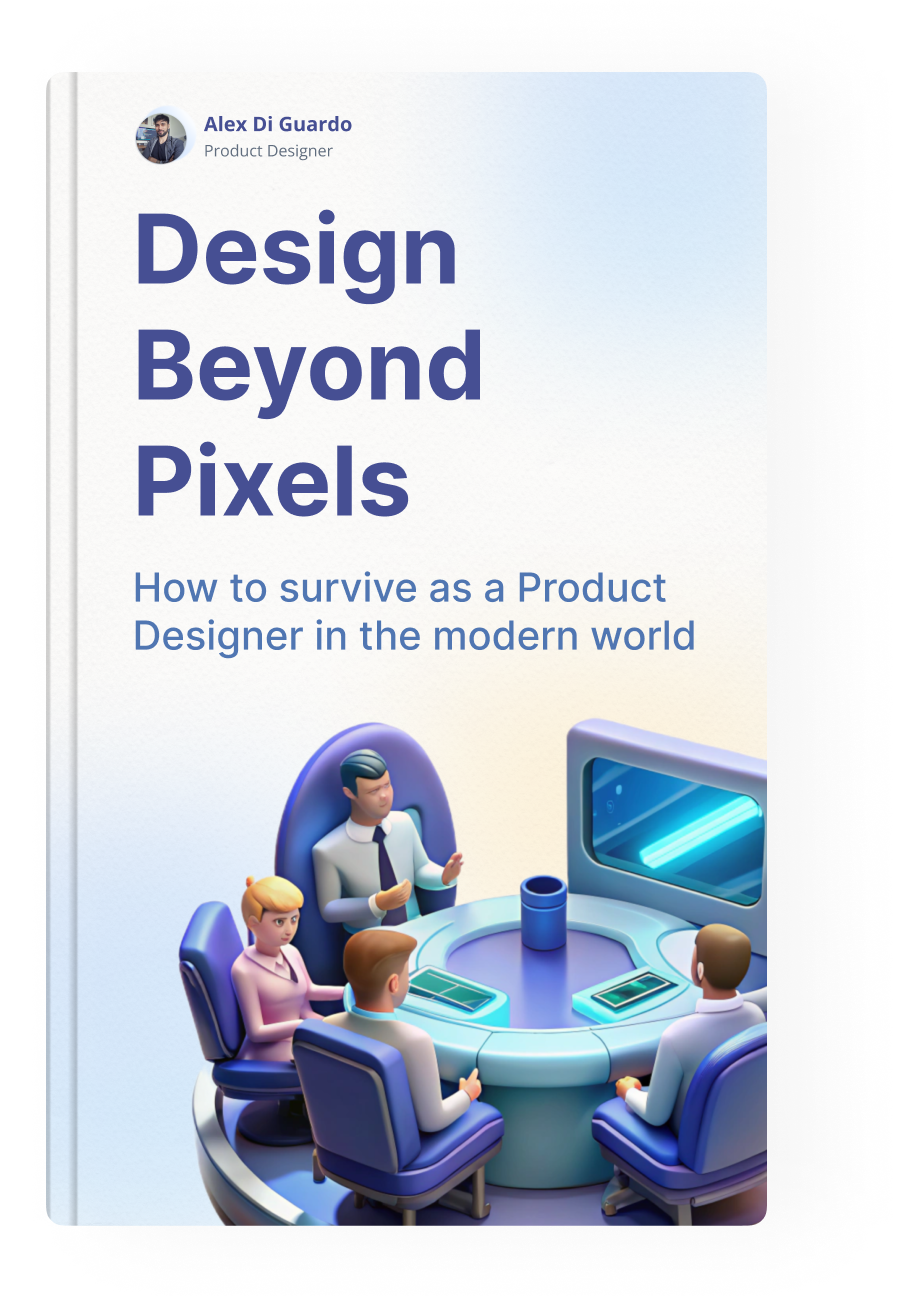 Alex Di Guardo
Product Designer
Design
Beyond
Pixels
How to survive as a Product
Designer in the modern world